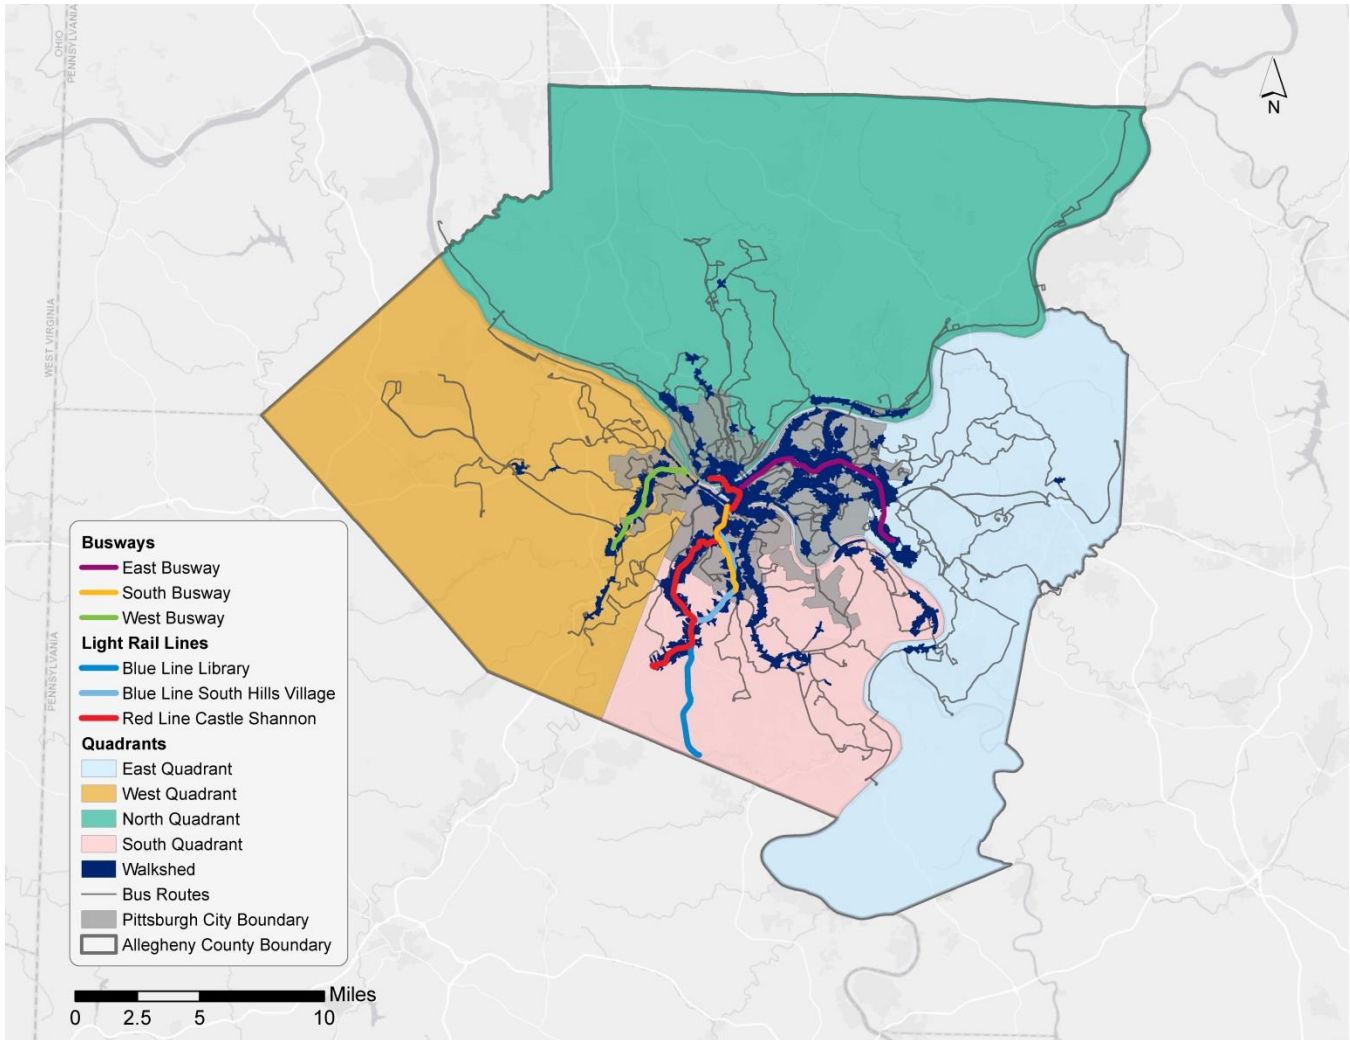 OHIO
PENNSYLVANIA
N
WEST VIRGINIA
PENNSYLVANIA
Busways
East Busway
South Busway
West Busway
Light Rail Lines
Blue Line Library
Blue Line South Hills Village
Red Line Castle Shannon
Quadrants
East Quadrant
West Quadrant
North Quadrant
South Quadrant
Walkshed
Bus Routes
Pittsburgh City Boundary
Allegheny County Boundary
Miles
0 2.5 5 10